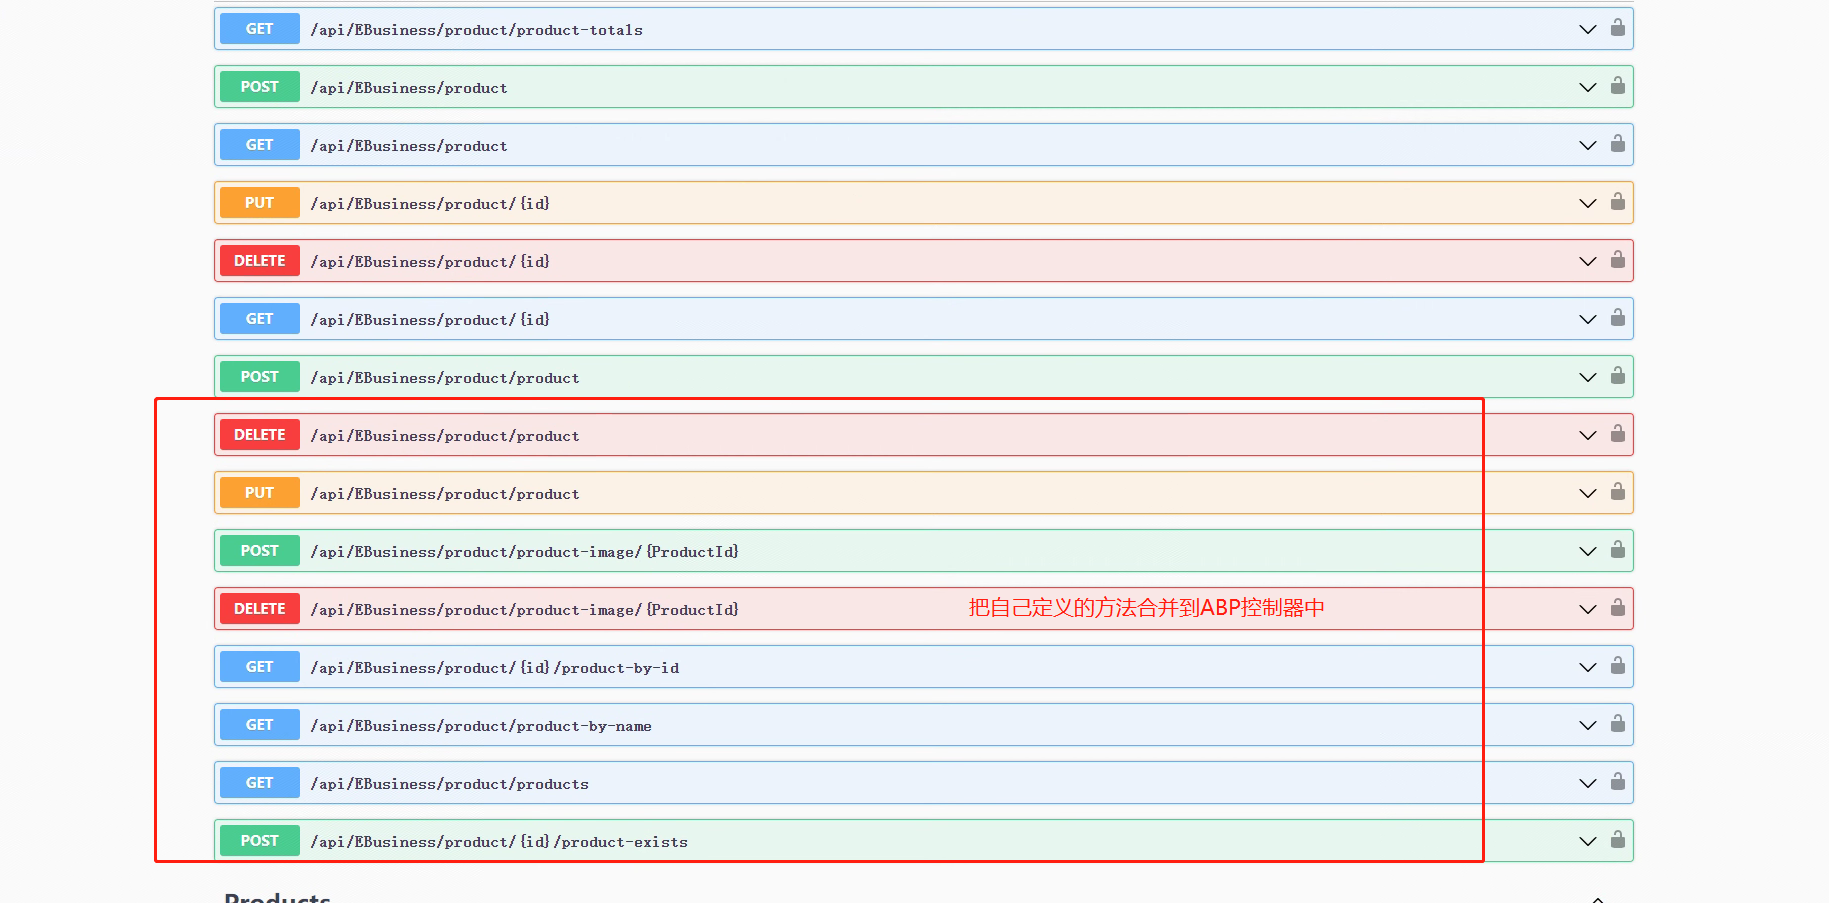 GET /api/EBusiness/product/product-totals
POST /api/EBusiness/product
GET /api/EBusiness/product
PUT /api/EBusiness/product/{id}
DELETE /api/EBusiness/product/{id}
GET /api/EBusiness/product/{id}
POST /api/EBusiness/product/product
DELETE /api/EBusiness/product/product
PUT /api/EBusiness/product/product
POST /api/EBusiness/product/product-image/{ProductId}
DELETE /api/EBusiness/product/product-image/{ProductId} 把自己定义的方法合并到ABP控制器中
GET /api/EBusiness/product/{id}/product-by-id
GET /api/EBusiness/product/product-by-name
GET /api/EBusiness/product/products
POST /api/EBusiness/product/{id}/product-exists
Products